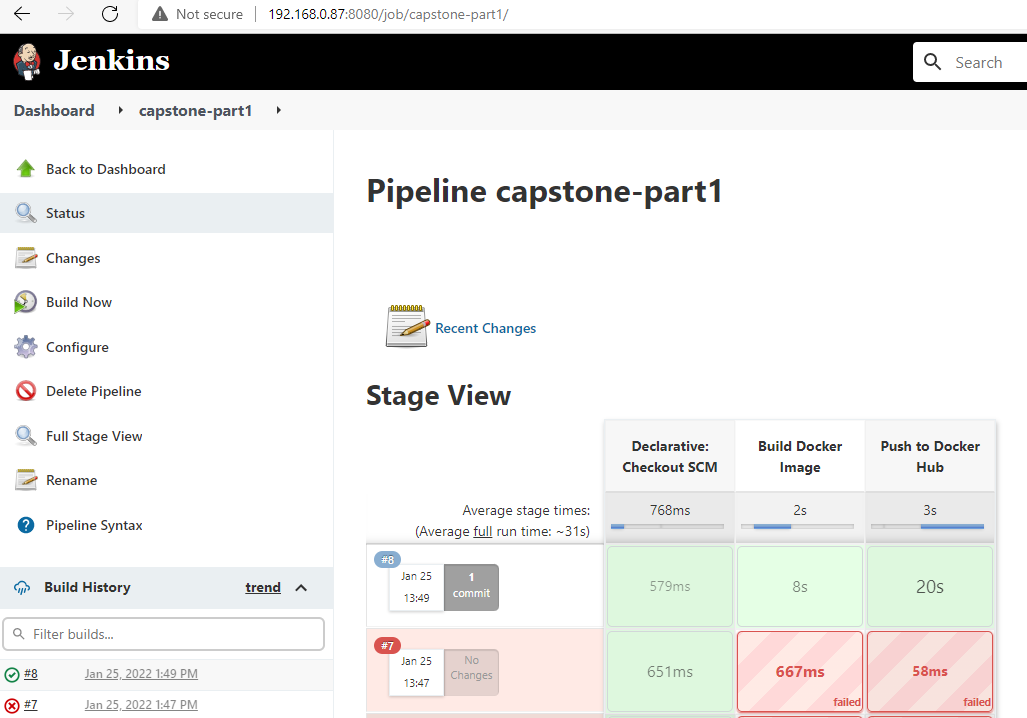 Not secure
192.168.0.87:8080/job/capstone-part1/
Jenkins
Search
Dashboard
capstone-part1
Back to Dashboard
Status
Changes
Build Now
Configure
Delete Pipeline
Full Stage View
Rename
Pipeline Syntax
Build History
trend
Filter builds...
#8
Jan 25, 2022 1:49 PM
#7
Jan 25, 2022 1:47 PM
Pipeline capstone-part1
Recent Changes
Stage View
Declarative:
Checkout SCM
Build Docker
Image
Push to Docker
Hub
Average stage times:
(Average full run time: ~31s)
768ms
2s
3s
#8
Jan 25
13:49
1
commit
579ms
8s
20s
#7
Jan 25
13:47
No
Changes
651ms
667ms
failed
58ms
failed